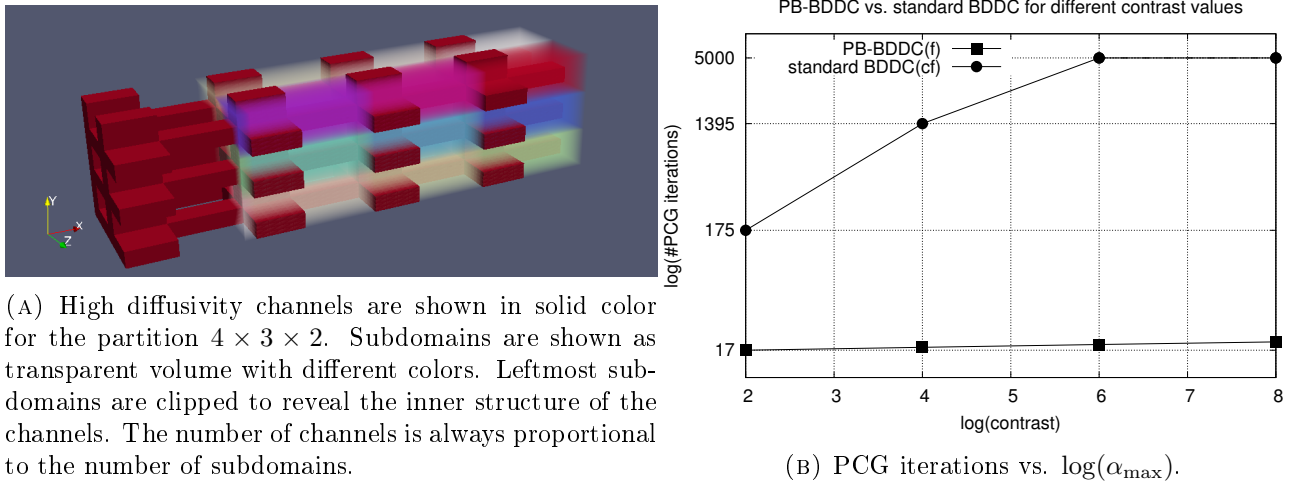 Y
X
Z
(A) High diffusivity channels are shown in solid color
for the partition 4 × 3 × 2. Subdomains are shown as
transparent volume with different colors. Leftmost sub-
domains are clipped to reveal the inner structure of the
channels. The number of channels is always proportional
to the number of subdomains.
PB-BDDC vs. standard BDDC for different contrast values
PB-BDDC(f)
standard BDDC(cf)
5000
1395
175
17
log(#PCG iterations)
2 3 4 5 6 7 8
log(contrast)
(B) PCG iterations vs. log(α_max).